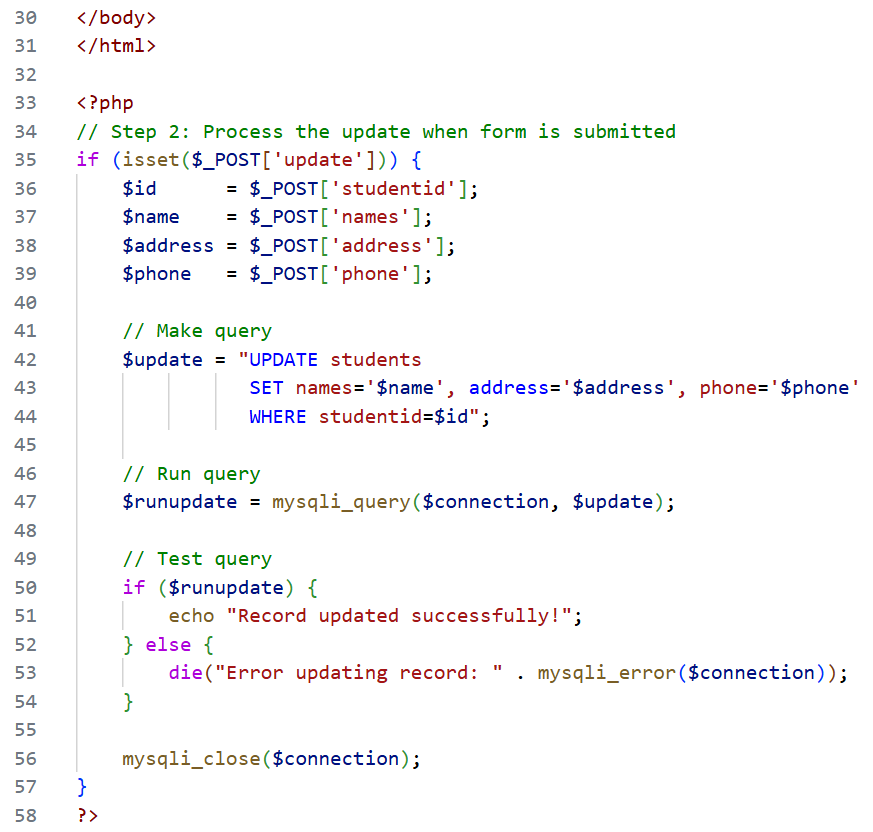 30 </body>
31 </html>
32
33 <?php
34 // Step 2: Process the update when form is submitted
35 if (isset($_POST['update'])) {
36     $id      = $_POST['studentid'];
37     $name    = $_POST['names'];
38     $address = $_POST['address'];
39     $phone   = $_POST['phone'];
40
41     // Make query
42     $update = "UPDATE students
43                SET names='$name', address='$address', phone='$phone'
44                WHERE studentid=$id";
45
46     // Run query
47     $runupdate = mysqli_query($connection, $update);
48
49     // Test query
50     if ($runupdate) {
51         echo "Record updated successfully!";
52     } else {
53         die("Error updating record: " . mysqli_error($connection));
54     }
55
56     mysqli_close($connection);
57 }
58 ?>